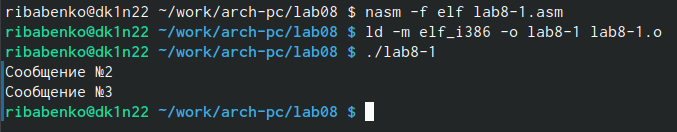 ribabenko@dk1n22 ~/work/arch-pc/lab08 $ nasm -f elf lab8-1.asm
ribabenko@dk1n22 ~/work/arch-pc/lab08 $ ld -m elf_i386 -o lab8-1 lab8-1.o
ribabenko@dk1n22 ~/work/arch-pc/lab08 $ ./lab8-1
Сообщение №2
Сообщение №3
ribabenko@dk1n22 ~/work/arch-pc/lab08 $